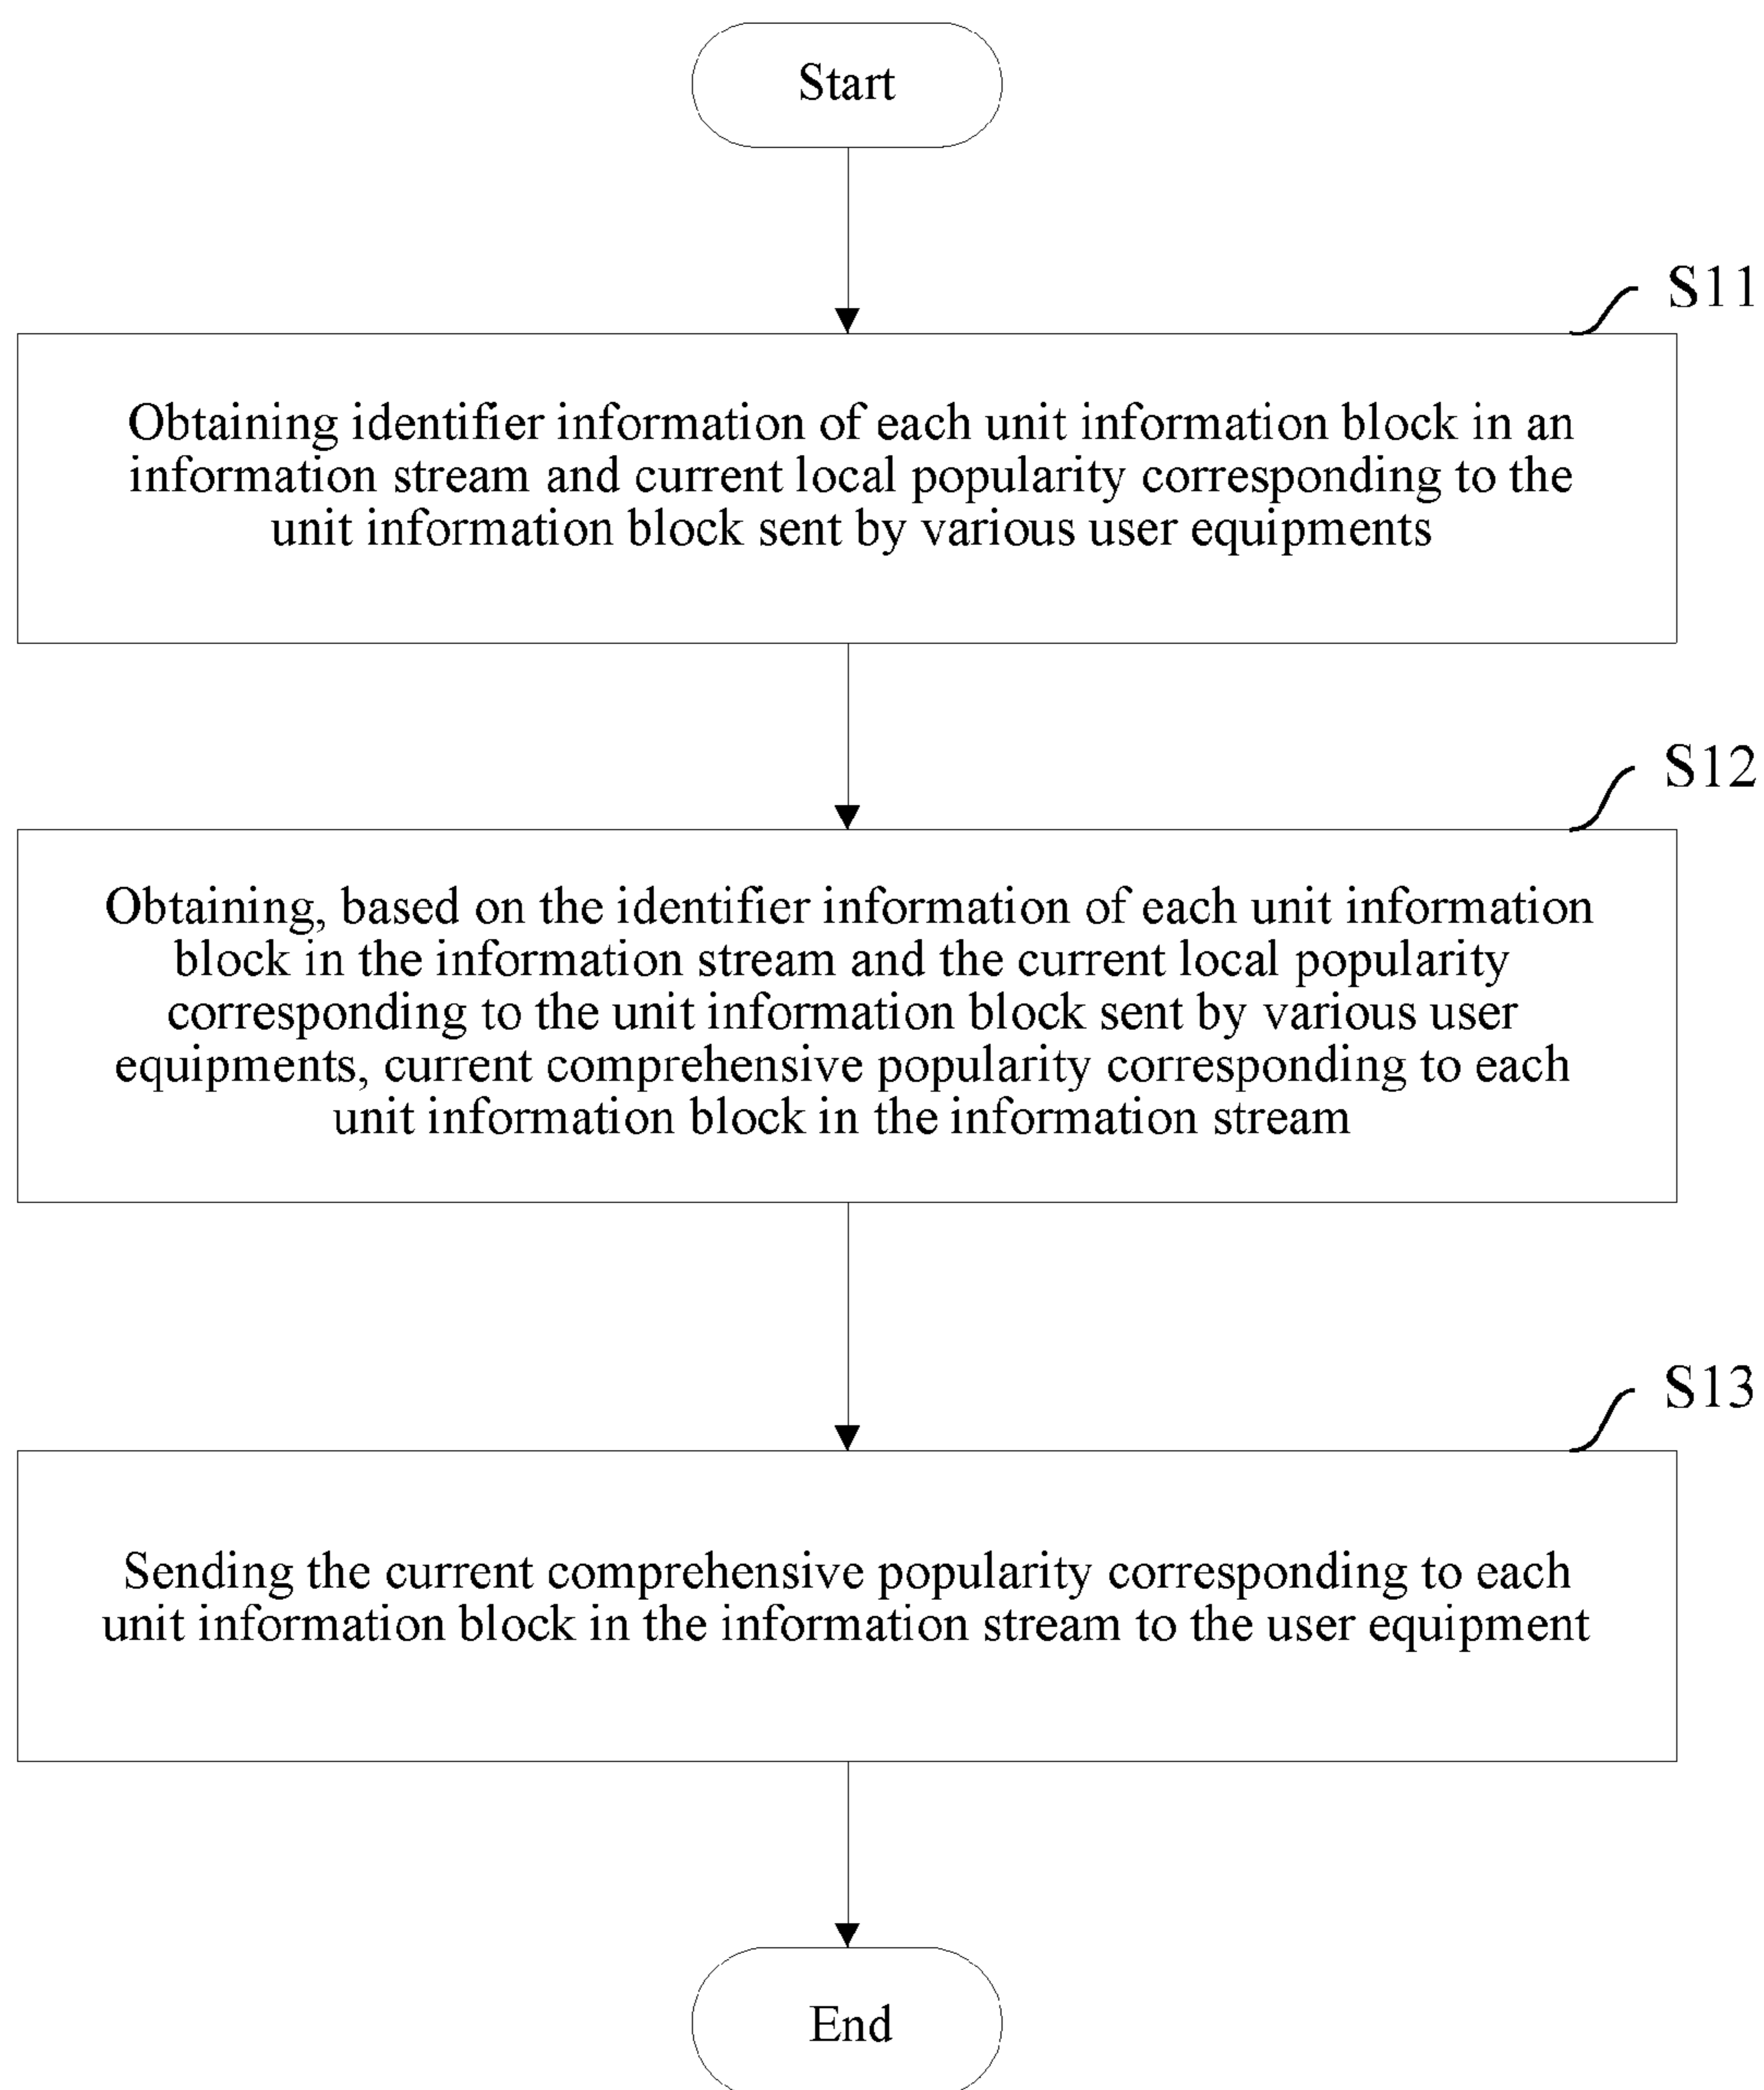 Start
S11
Obtaining identifier information of each unit information block in an
information stream and current local popularity corresponding to the
unit information block sent by various user equipments
S12
Obtaining, based on the identifier information of each unit information
block in the information stream and the current local popularity
corresponding to the unit information block sent by various user
equipments, current comprehensive popularity corresponding to each
unit information block in the information stream
S13
Sending the current comprehensive popularity corresponding to each
unit information block in the information stream to the user equipment
End